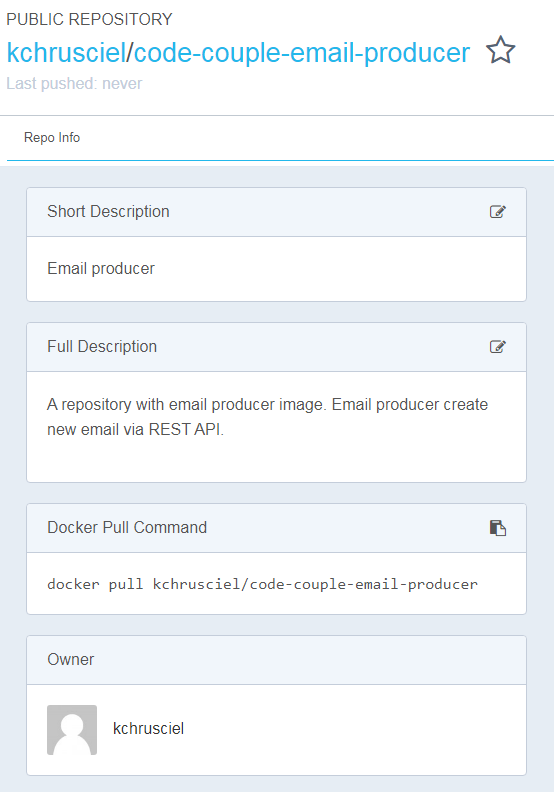 PUBLIC REPOSITORY
kchrusciel/code-couple-email-producer
Last pushed: never
Repo Info
Short Description
Email producer
Full Description
A repository with email producer image. Email producer create
new email via REST API.
Docker Pull Command
docker pull kchrusciel/code-couple-email-producer
Owner
kchrusciel